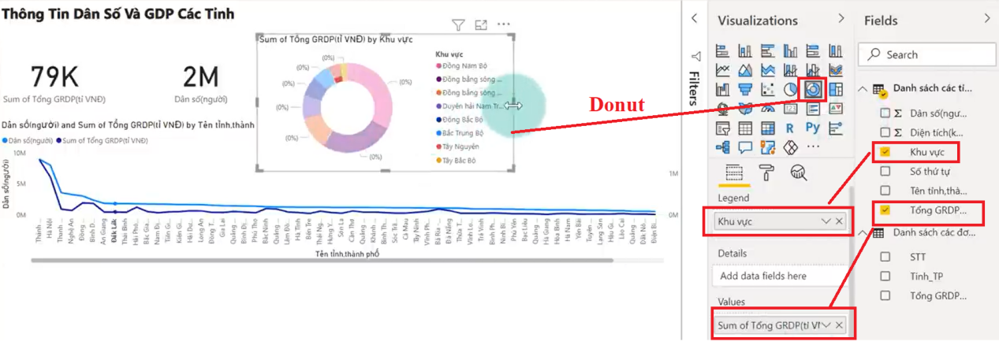 Thông Tin Dân Số Và GDP Các Tỉnh
79K
Sum of Tổng GRDP(tỉ VNĐ)
2M
Dân số(người)
Sum of Tổng GRDP(tỉ VNĐ) by Khu vực
(0%)
(0%)
(0%)
(0%)
(0%)
(0%)
(0%)
Khu vực
Đông Nam Bộ
Đồng bằng sông ...
Đồng bằng sông ...
Duyên hải Nam Tr...
Đông Bắc Bộ
Bắc Trung Bộ
Tây Nguyên
Tây Bắc Bộ
Donut
Dân số(người) and Sum of Tổng GRDP(tỉ VNĐ) by Tên tỉnh,thành
Dân số(người) Sum of Tổng GRDP(tỉ VNĐ)
Dân số(người)
10M
5M
0M
1M
0M
Thành ...
Hà Nội
Thanh ...
Nghệ An
Đồng ...
Bình D...
An Giang
Đắk Lắk
Thái Bình
Hải Phò...
Bắc Gia...
Nam Đị...
Tiền Gi...
Kiên Gi...
Hải Dư...
Long An
Đồng T...
Gia Lai
Quảng ...
Bình Đị...
Phú Thọ
Bắc Ninh
Quảng ...
Lâm Đồ...
Hà Tĩnh
Bến Tre
Thái Ng...
Hưng Y...
Sơn La
Cần Thơ
Quảng ...
Khánh ...
Bình Th...
Sóc Tră...
Cà Mau
Tây Ninh
Vĩnh Ph...
Bà Rịa -...
Đà Nẵng
Thừa T...
Vĩnh Lo...
Trà Vinh
Bình Ph...
Ninh Bì...
Phú Yên
Bạc Liêu
Quảng ...
Hà Giang
Hòa Bình
Hà Nam
Yên Bái
Tuyên ...
Lạng Sơn
Hậu Gi...
Lào Cai
Quảng ...
Đắk Nô...
Điện Bi...
Tên tỉnh,thành phố
Filters
Visualizations
R Py
Legend
Khu vực
Details
Add data fields here
Values
Sum of Tổng GRDP(tỉ VN
Fields
Search
Danh sách các tỉ...
Σ Dân số(ngư...
Σ Diện tích(k...
Khu vực
Số thứ tự
Tên tỉnh,thà...
Tổng GRDP...
Danh sách các đơ...
STT
Tinh_TP
Tổng GRDP...